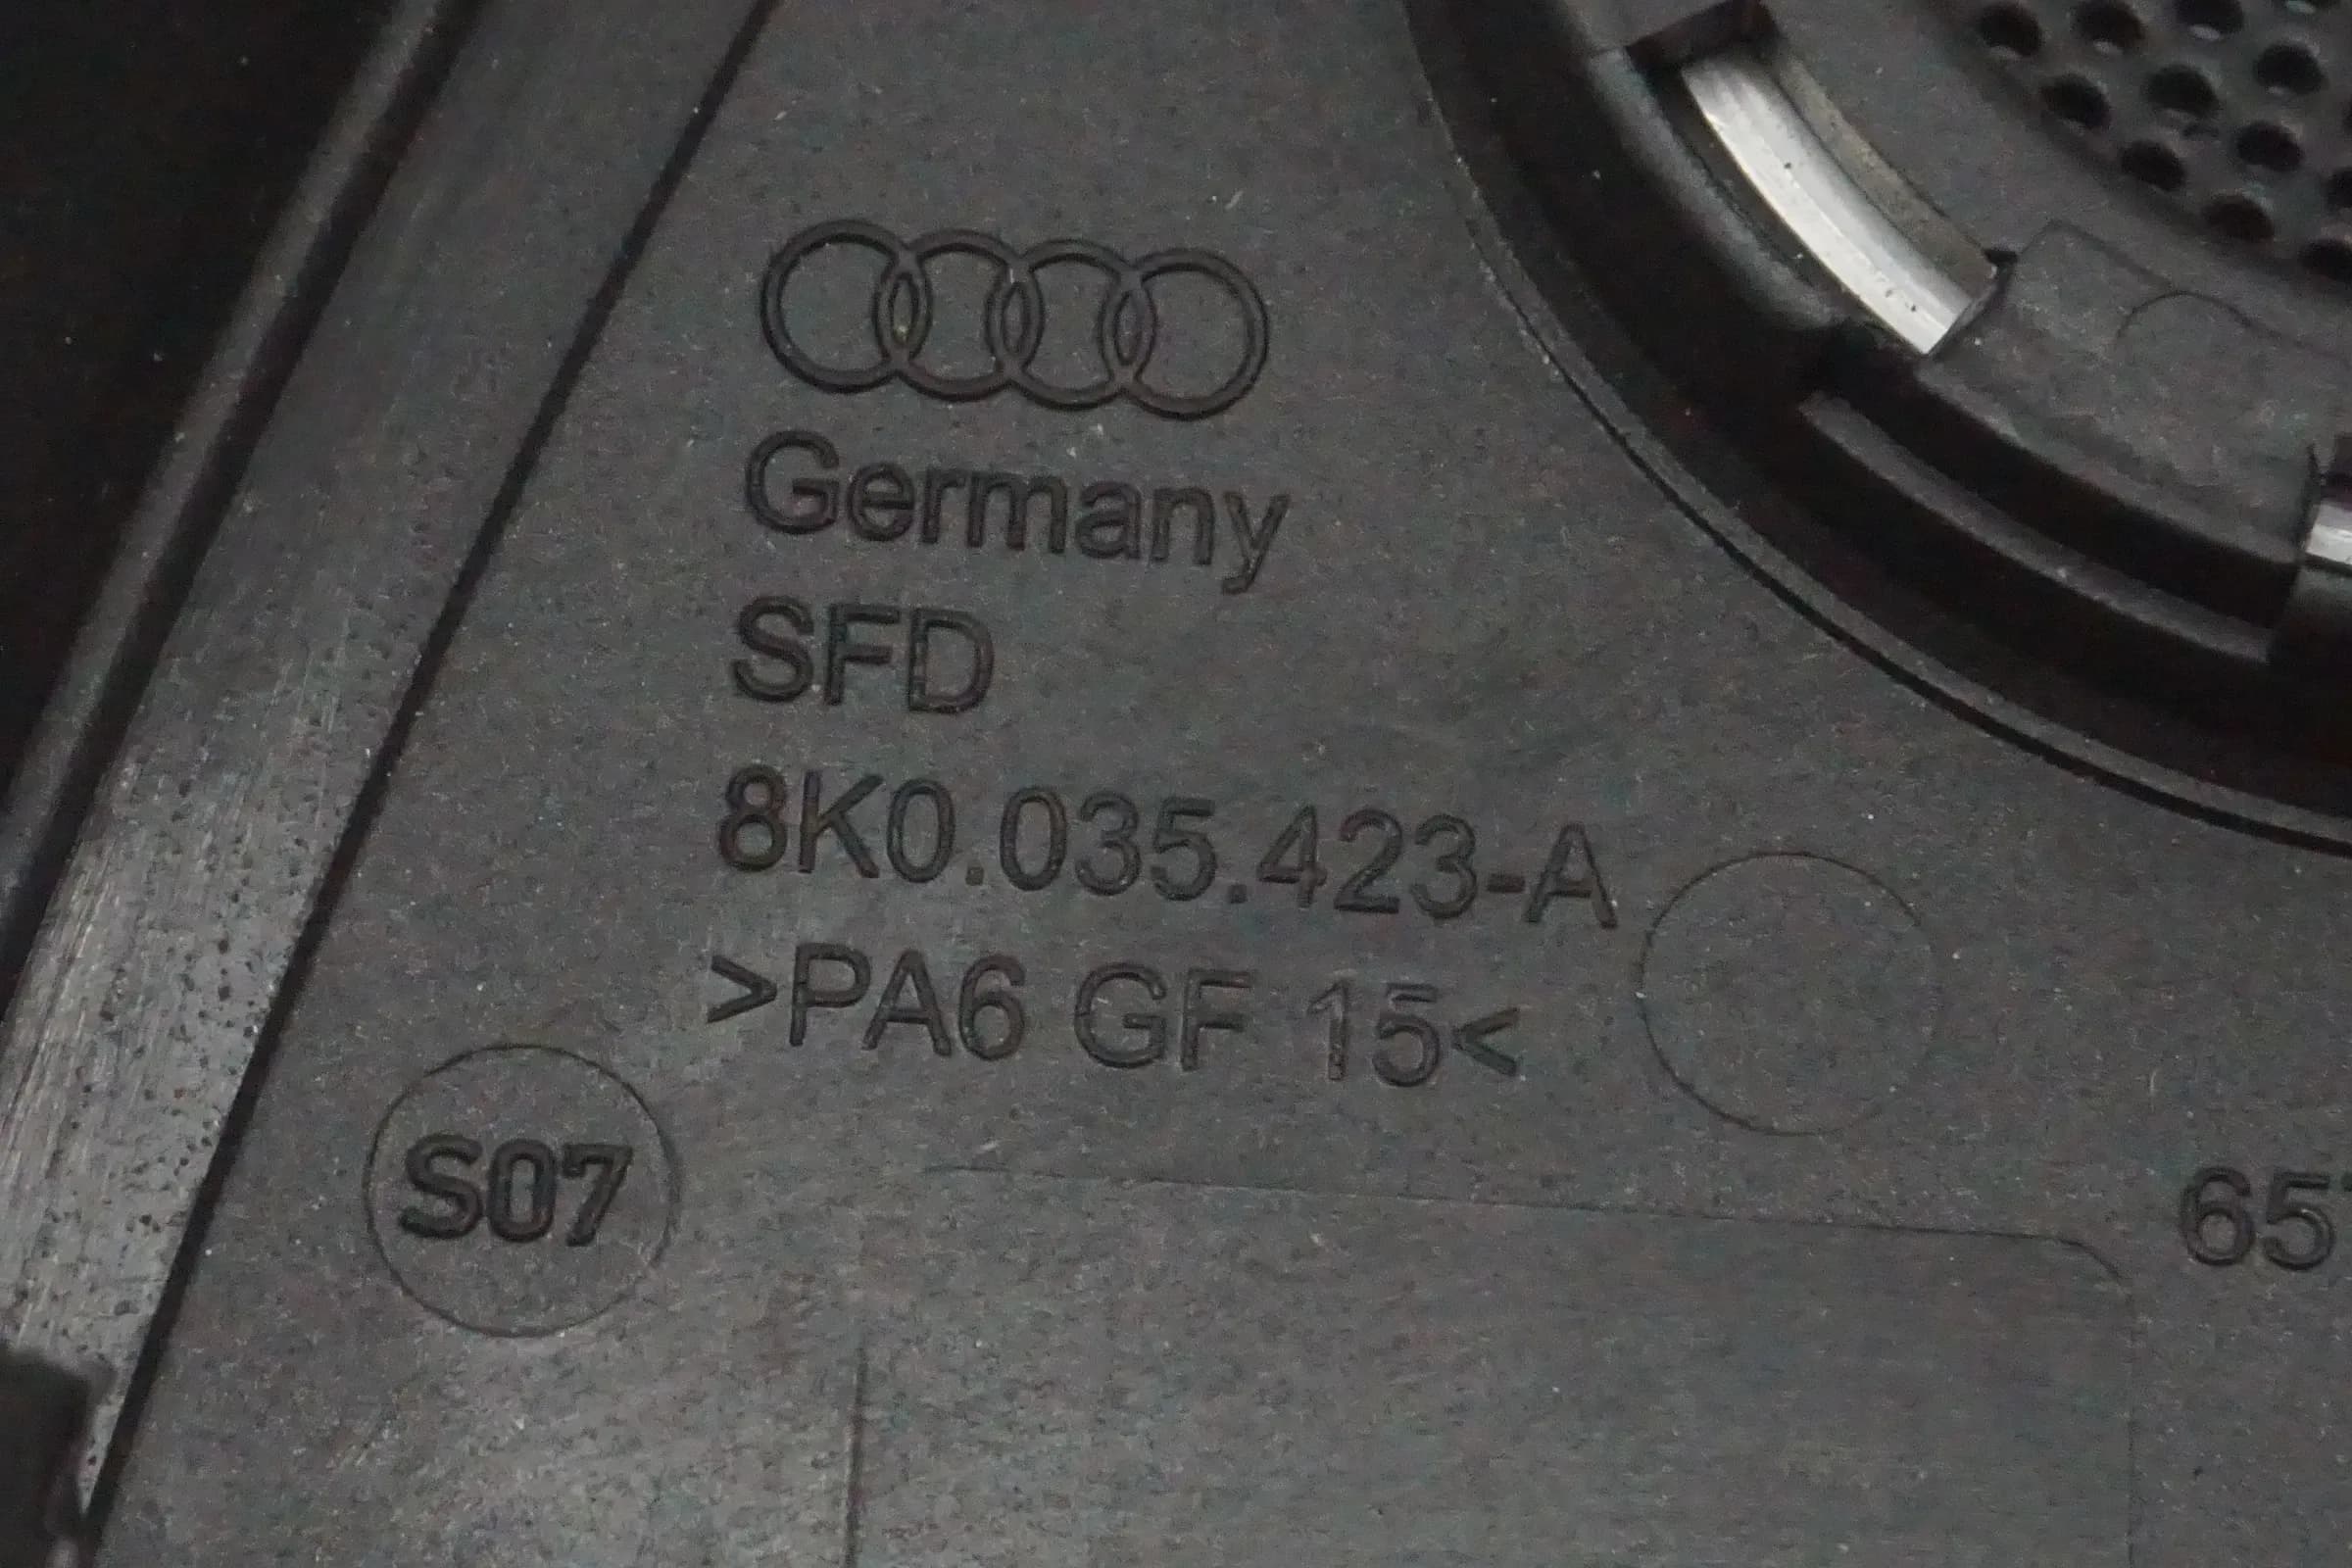 Germany
SFD
8K0.035.423-A
>PA6 GF 15<
S07
65